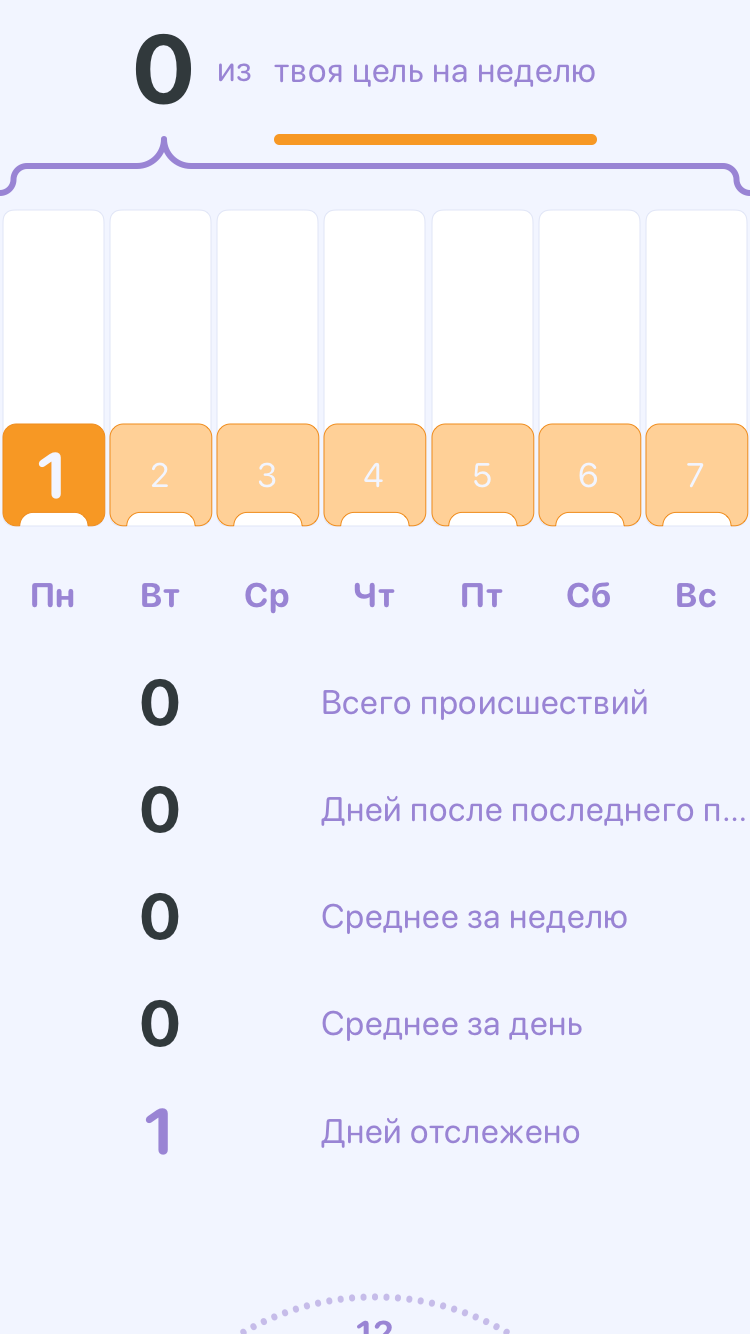 0 из твоя цель на неделю
1 2 3 4 5 6 7
Пн Вт Ср Чт Пт Сб Вс
0 Всего происшествий
0 Дней после последнего п...
0 Среднее за неделю
0 Среднее за день
1 Дней отслежено
12